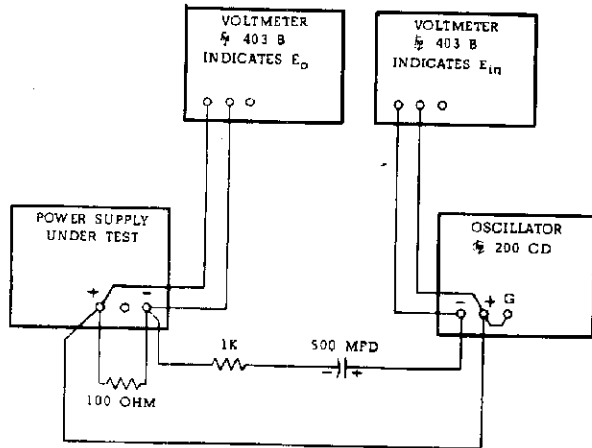 VOLTMETER
403 B
INDICATES Eo
VOLTMETER
403 B
INDICATES Ein
POWER SUPPLY
UNDER TEST
+ -
OSCILLATOR
200 CD
- + G
1K
500 MFD
- +
100 OHM